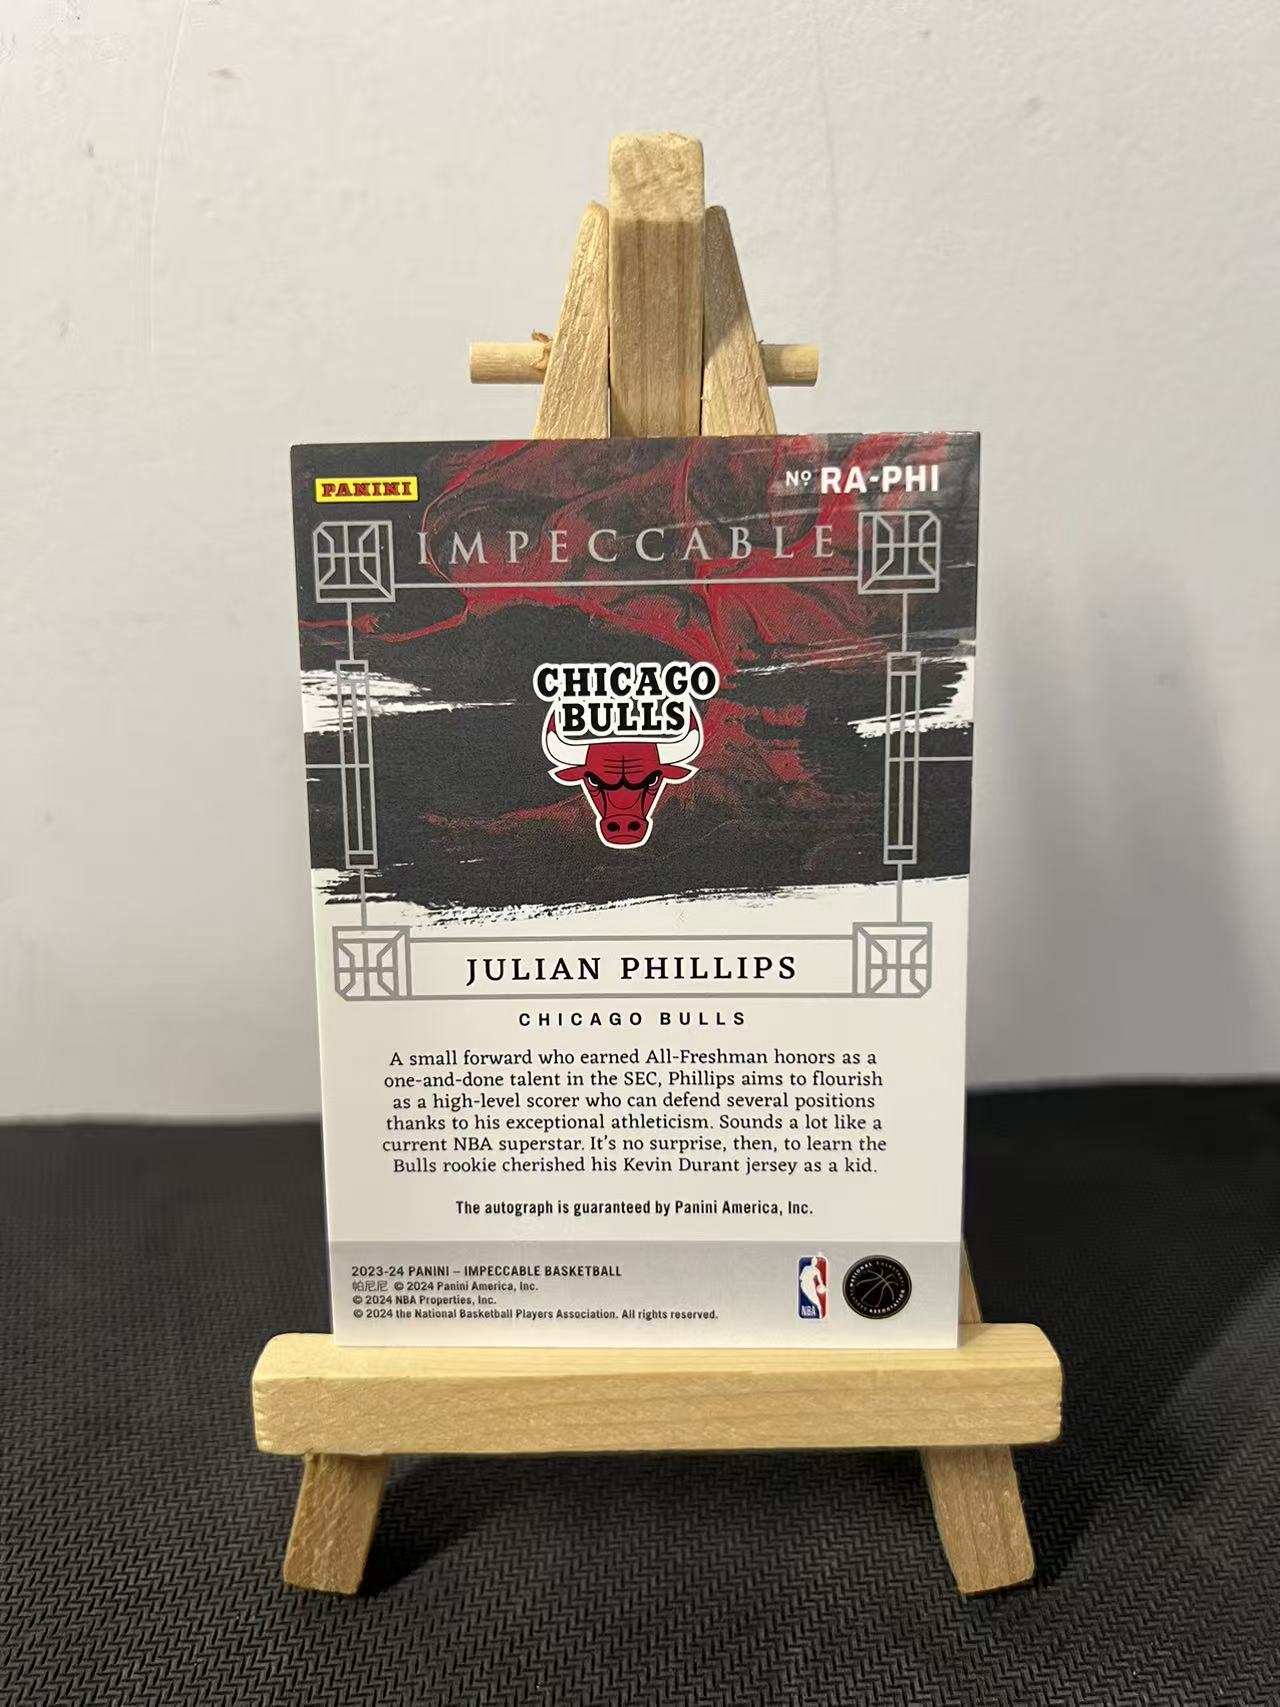 PANINI
Nº RA-PHI
IMPECCABLE
CHICAGO
BULLS
JULIAN PHILLIPS
CHICAGO BULLS
A small forward who earned All-Freshman honors as a
one-and-done talent in the SEC, Phillips aims to flourish
as a high-level scorer who can defend several positions
thanks to his exceptional athleticism. Sounds a lot like a
current NBA superstar. It's no surprise, then, to learn the
Bulls rookie cherished his Kevin Durant jersey as a kid.
The autograph is guaranteed by Panini America, Inc.
2023-24 PANINI – IMPECCABLE BASKETBALL
帕尼尼 © 2024 Panini America, Inc.
© 2024 NBA Properties, Inc.
© 2024 the National Basketball Players Association. All rights reserved.
NBA